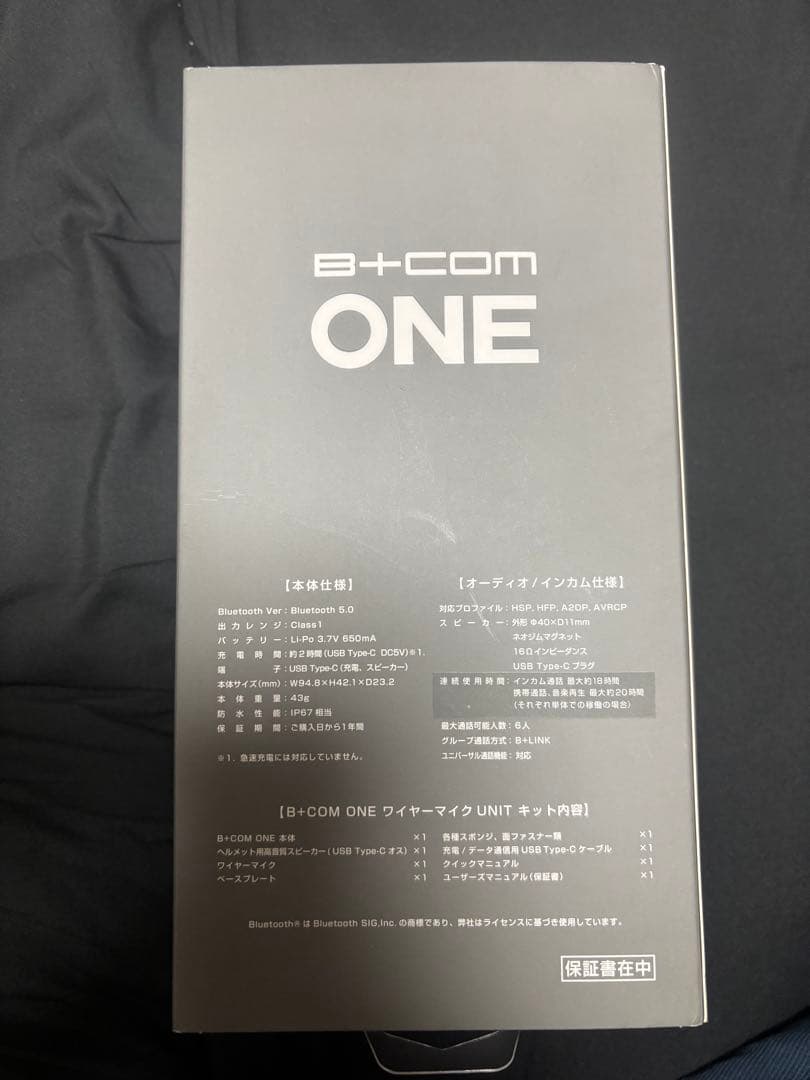 B+COM
ONE
【本体仕様】
Bluetooth Ver：Bluetooth 5.0
出力レンジ：Class1
バッテリー：Li-Po 3.7V 650mA
充電時間：約2時間(USB Type-C DC5V)※1.
端子：USB Type-C(充電、スピーカー)
本体サイズ(mm)：W94.8×H42.1×D23.2
本体重量：43g
防水性能：IP67相当
保証期間：ご購入日から1年間
※1. 急速充電には対応していません。
【オーディオ/インカム仕様】
対応プロファイル：HSP, HFP, A2DP, AVRCP
スピーカー：外形 Φ40×D11mm
ネオジムマグネット
16Ωインピーダンス
USB Type-C プラグ
連続使用時間：インカム通話 最大約18時間
携帯通話、音楽再生 最大約20時間
(それぞれ単体での稼働の場合)
最大通話可能人数：6人
グループ通話方式：B+LINK
ユニバーサル通話機能：対応
【B+COM ONE ワイヤーマイク UNIT キット内容】
B+COM ONE 本体 ×1
ヘルメット用高音質スピーカー(USB Type-C オス) ×1
ワイヤーマイク ×1
ベースプレート ×1
各種スポンジ、面ファスナー類 ×1
充電/データ通信用 USB Type-C ケーブル ×1
クイックマニュアル ×1
ユーザーズマニュアル(保証書) ×1
Bluetooth® は Bluetooth SIG,Inc. の商標であり、弊社はライセンスに基づき使用しています。
保証書在中